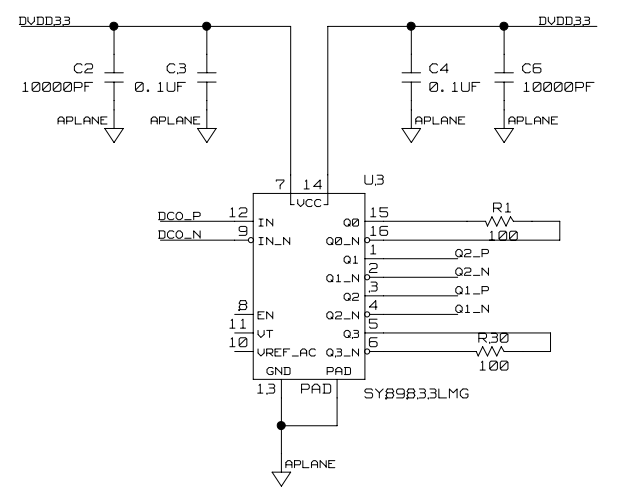 DVDD33 DVDD33
C2 C3 C4 C6
10000PF 0.1UF 0.1UF 10000PF
APLANE APLANE APLANE APLANE
7 14 U3
VCC
DCO_P 12 IN Q0 15 R1
DCO_N 9 IN_N Q0_N 16 100
Q1 1 Q2_P
Q1_N 2 Q2_N
Q2 3 Q1_P
8 EN Q2_N 4 Q1_N
11 VT Q3 5
10 VREF_AC Q3_N 6 R30
GND PAD 100
13 PAD SY89833LMG
APLANE